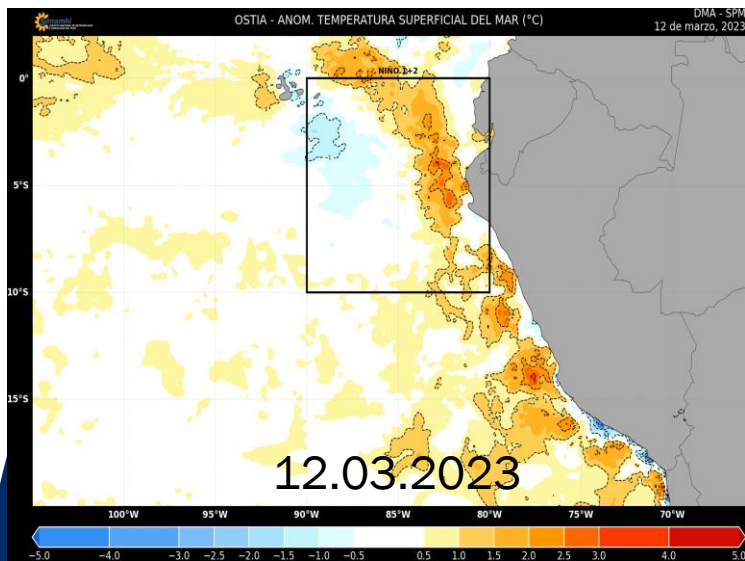 senamhi
OSTIA - ANOM. TEMPERATURA SUPERFICIAL DEL MAR (°C)
DMA - SPM
12 de marzo, 2023
NIÑO 1+2
0°
5°S
10°S
15°S
12.03.2023
100°W 95°W 90°W 85°W 80°W 75°W 70°W
−5.0 −4.0 −3.0 −2.5 −2.0 −1.5 −1.0 −0.5 0.5 1.0 1.5 2.0 2.5 3.0 4.0 5.0